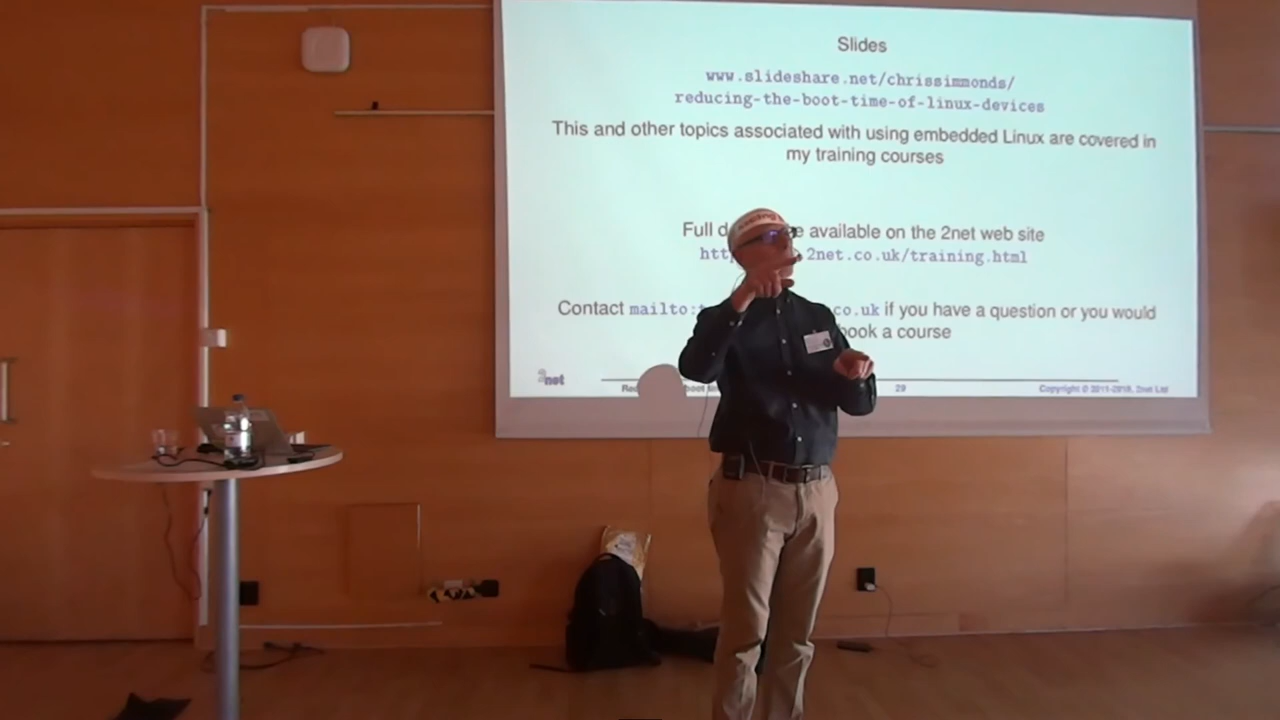 Slides
www.slideshare.net/chrissimmonds/
reducing-the-boot-time-of-linux-devices
This and other topics associated with using embedded Linux are covered in
my training courses
Full d e available on the 2net web site
htt 2net.co.uk/training.html
Contact mailto: co.uk if you have a question or you would
book a course
2net
29
Copyright © 2011-2019, 2net Ltd